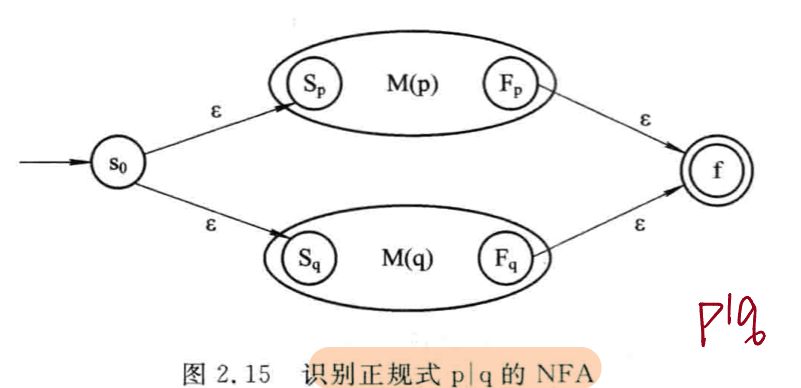 S_p M(p) F_p
ε ε
s_0 f
ε ε
S_q M(q) F_q
p|q
图 2.15 识别正规式 p|q 的 NFA